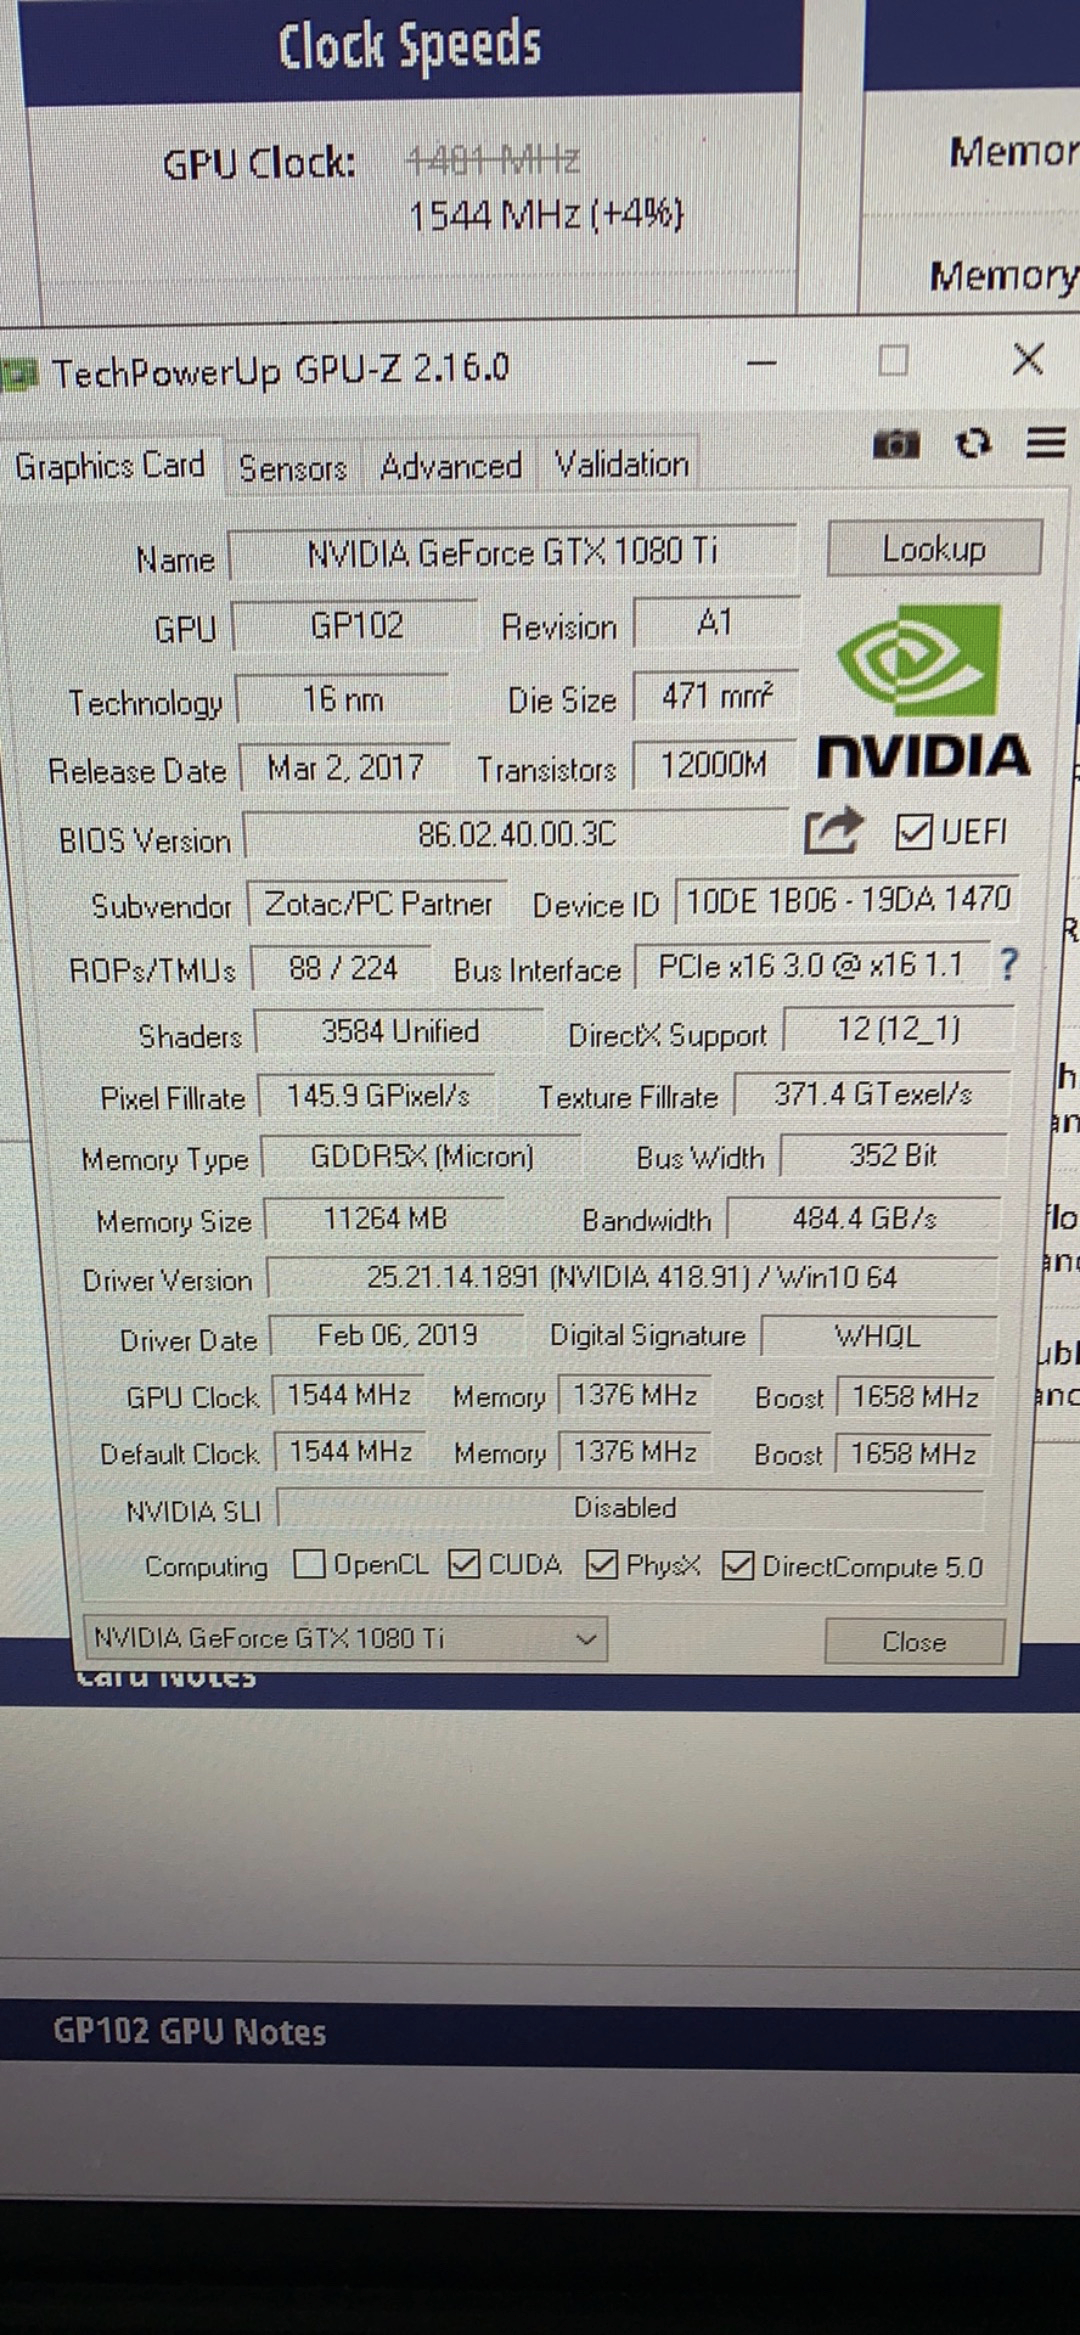 Clock Speeds
GPU Clock: 1481 MHz
1544 MHz (+4%)
Memor
Memory
TechPowerUp GPU-Z 2.16.0
Graphics Card Sensors Advanced Validation
Name NVIDIA GeForce GTX 1080 Ti Lookup
GPU GP102 Revision A1
Technology 16 nm Die Size 471 mm²
Release Date Mar 2, 2017 Transistors 12000M
NVIDIA
BIOS Version 86.02.40.00.3C UEFI
Subvendor Zotac/PC Partner Device ID 10DE 1B06 - 19DA 1470
ROPs/TMUs 88 / 224 Bus Interface PCIe x16 3.0 @ x16 1.1 ?
Shaders 3584 Unified DirectX Support 12 (12_1)
Pixel Fillrate 145.9 GPixel/s Texture Fillrate 371.4 GTexel/s
Memory Type GDDR5X (Micron) Bus Width 352 Bit
Memory Size 11264 MB Bandwidth 484.4 GB/s
Driver Version 25.21.14.1891 (NVIDIA 418.91) / Win10 64
Driver Date Feb 06, 2019 Digital Signature WHQL
GPU Clock 1544 MHz Memory 1376 MHz Boost 1658 MHz
Default Clock 1544 MHz Memory 1376 MHz Boost 1658 MHz
NVIDIA SLI Disabled
Computing OpenCL CUDA PhysX DirectCompute 5.0
NVIDIA GeForce GTX 1080 Ti Close
Card Notes
GP102 GPU Notes